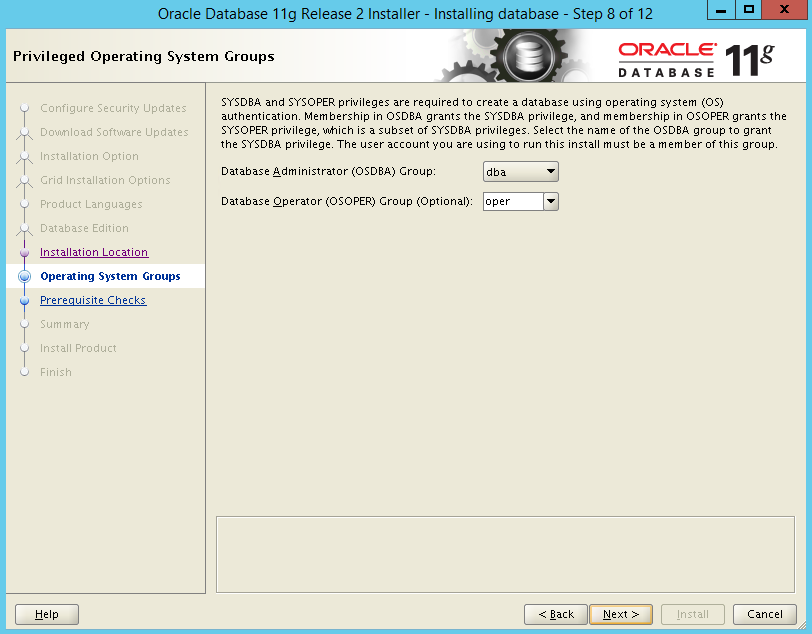 Oracle Database 11g Release 2 Installer - Installing database - Step 8 of 12
Privileged Operating System Groups
ORACLE
DATABASE 11g
Configure Security Updates
Download Software Updates
Installation Option
Grid Installation Options
Product Languages
Database Edition
Installation Location
Operating System Groups
Prerequisite Checks
Summary
Install Product
Finish
SYSDBA and SYSOPER privileges are required to create a database using operating system (OS)
authentication. Membership in OSDBA grants the SYSDBA privilege, and membership in OSOPER grants the
SYSOPER privilege, which is a subset of SYSDBA privileges. Select the name of the OSDBA group to grant
the SYSDBA privilege. The user account you are using to run this install must be a member of this group.
Database Administrator (OSDBA) Group: dba
Database Operator (OSOPER) Group (Optional): oper
Help < Back Next > Install Cancel